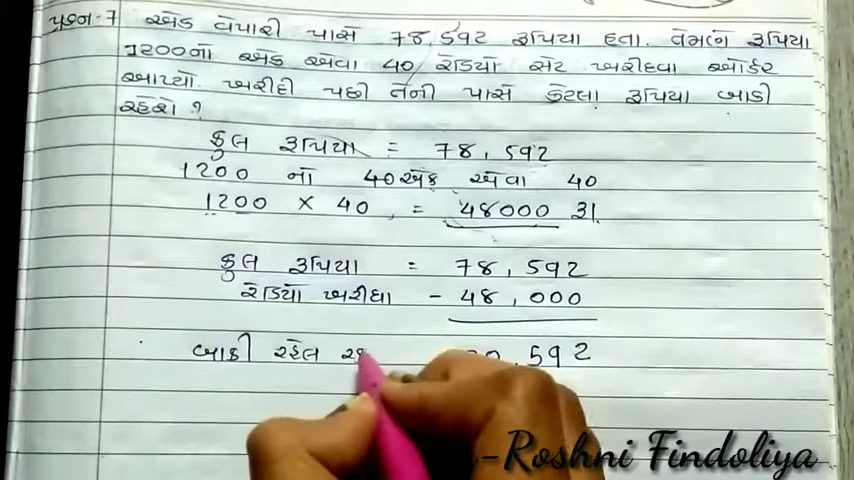 પ્રશ્ન-7 એક વેપારી પાસે 78,592 રૂપિયા હતા. તેમણે રૂપિયા
1200નો એક એવા 40 રેડિયો સેટ ખરીદવા ઓર્ડર
આપ્યો. ખરીદી પછી તેની પાસે કેટલા રૂપિયા બાકી
રહેશે ?
કુલ રૂપિયા = 78,592
1200 નો 40એક એવા 40
1200 × 40 = 48000 રૂ.
કુલ રૂપિયા = 78,592
રેડિયો ખરીદ્યા - 48,000
બાકી રહેલ 592
-Roshni Findoliya